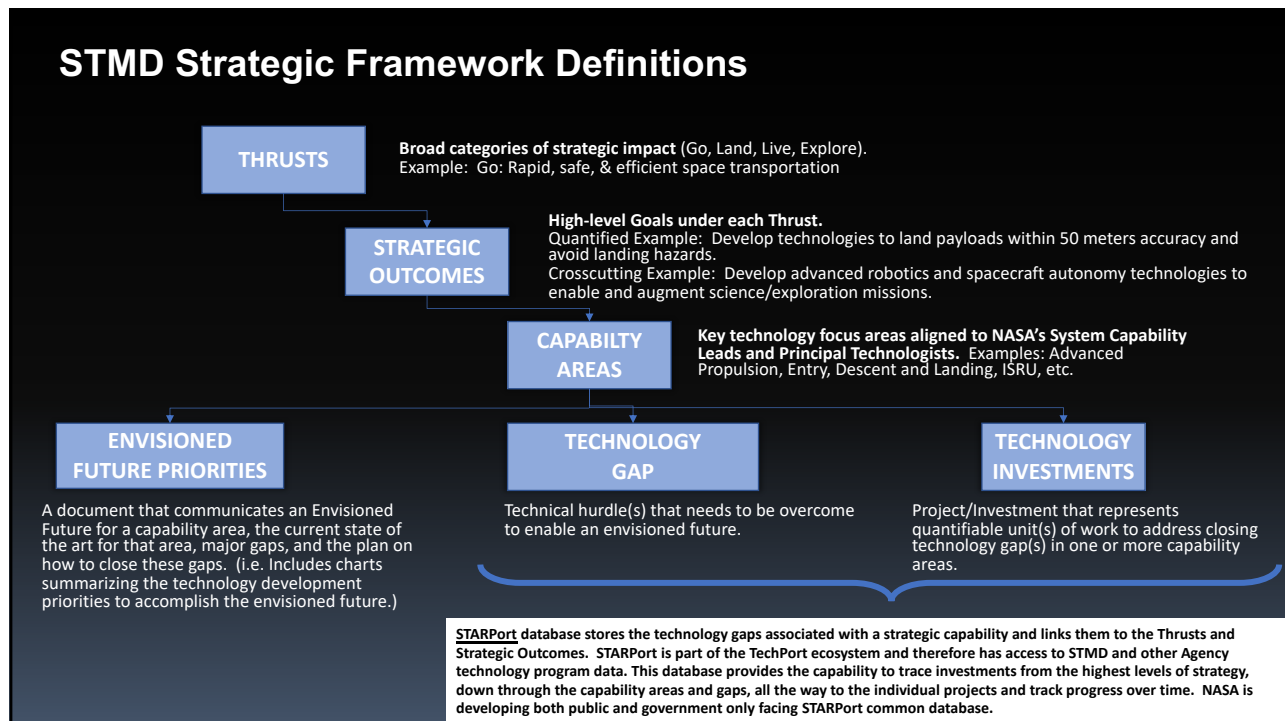 STMD Strategic Framework Definitions
THRUSTS
Broad categories of strategic impact (Go, Land, Live, Explore).
Example:  Go: Rapid, safe, & efficient space transportation
STRATEGIC
OUTCOMES
High-level Goals under each Thrust.
Quantified Example:  Develop technologies to land payloads within 50 meters accuracy and
avoid landing hazards.
Crosscutting Example:  Develop advanced robotics and spacecraft autonomy technologies to
enable and augment science/exploration missions.
CAPABILTY
AREAS
Key technology focus areas aligned to NASA’s System Capability
Leads and Principal Technologists.  Examples: Advanced
Propulsion, Entry, Descent and Landing, ISRU, etc.
ENVISIONED
FUTURE PRIORITIES
A document that communicates an Envisioned
Future for a capability area, the current state of
the art for that area, major gaps, and the plan on
how to close these gaps.  (i.e. Includes charts
summarizing the technology development
priorities to accomplish the envisioned future.)
TECHNOLOGY
GAP
Technical hurdle(s) that needs to be overcome
to enable an envisioned future.
TECHNOLOGY
INVESTMENTS
Project/Investment that represents
quantifiable unit(s) of work to address closing
technology gap(s) in one or more capability
areas.
STARPort database stores the technology gaps associated with a strategic capability and links them to the Thrusts and
Strategic Outcomes.  STARPort is part of the TechPort ecosystem and therefore has access to STMD and other Agency
technology program data. This database provides the capability to trace investments from the highest levels of strategy,
down through the capability areas and gaps, all the way to the individual projects and track progress over time.  NASA is
developing both public and government only facing STARPort common database.